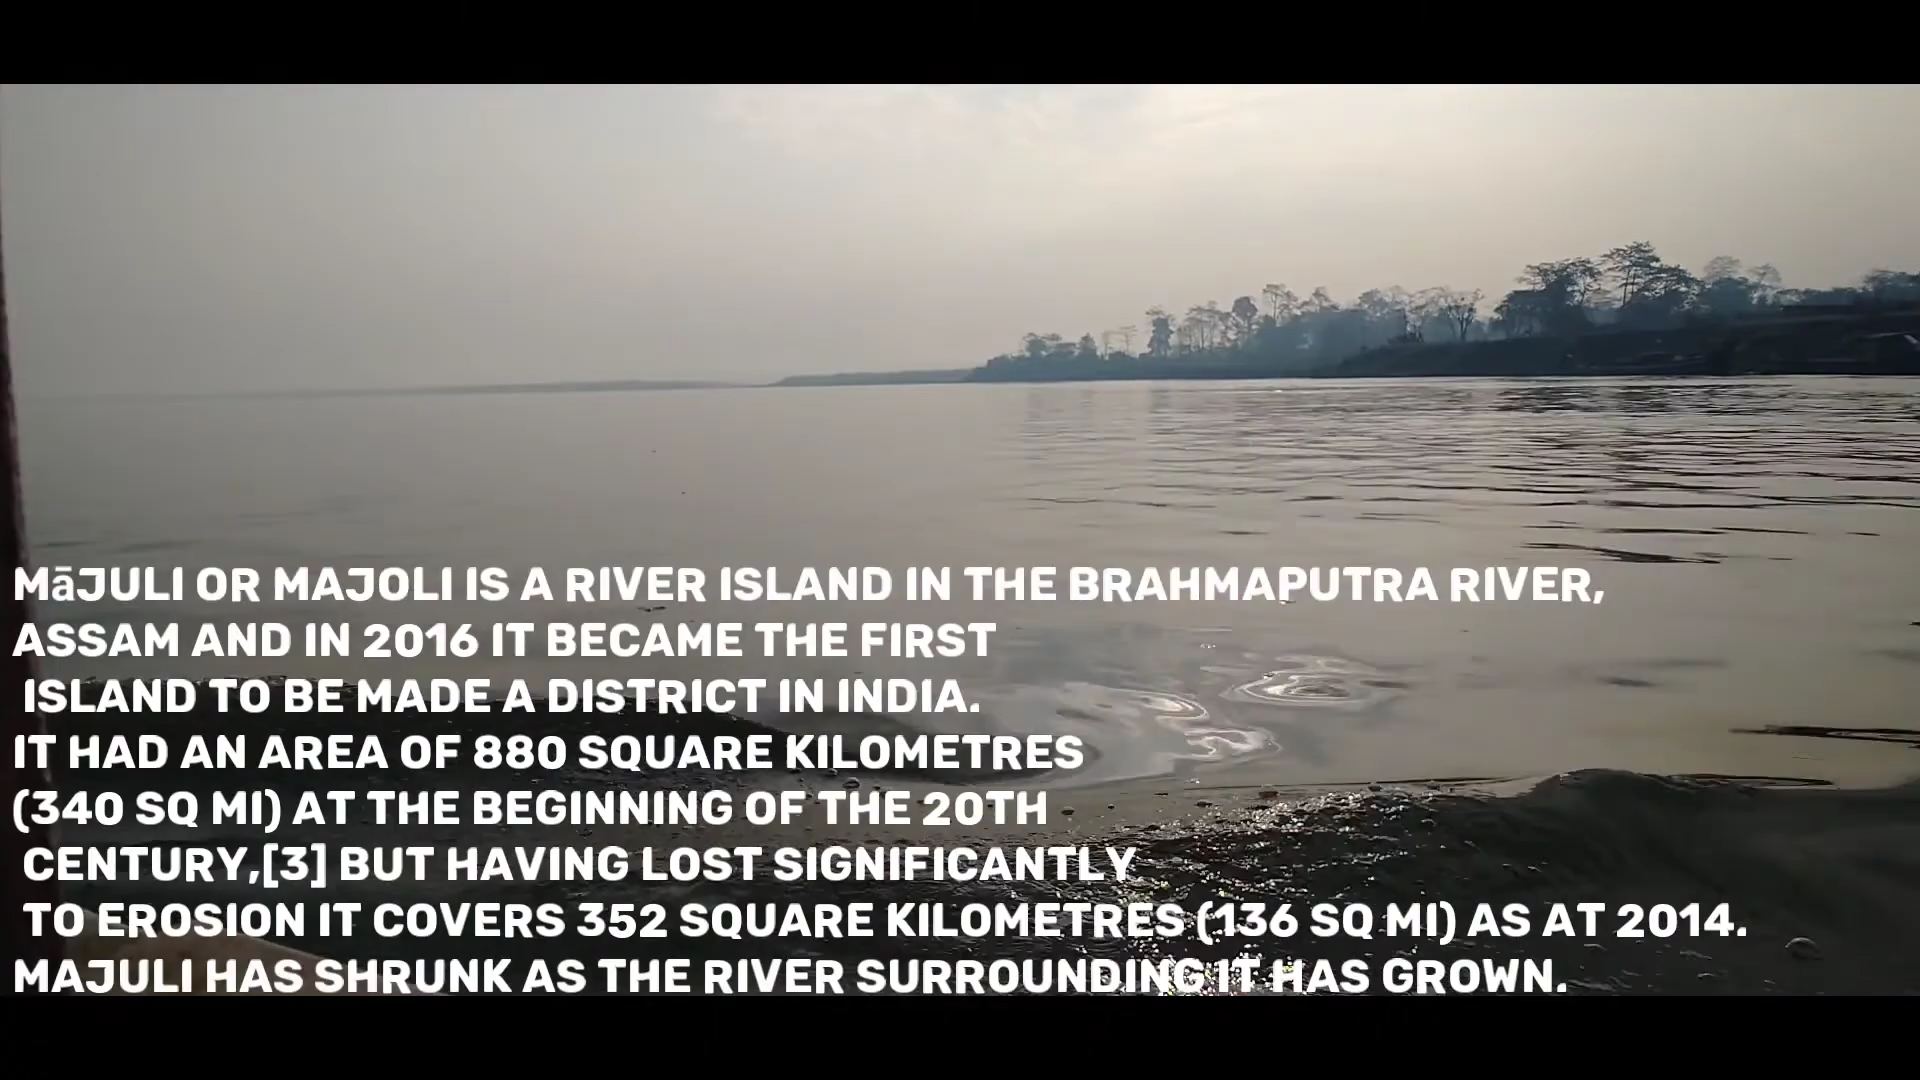 MāJULI OR MAJOLI IS A RIVER ISLAND IN THE BRAHMAPUTRA RIVER,
ASSAM AND IN 2016 IT BECAME THE FIRST
ISLAND TO BE MADE A DISTRICT IN INDIA.
IT HAD AN AREA OF 880 SQUARE KILOMETRES
(340 SQ MI) AT THE BEGINNING OF THE 20TH
CENTURY,[3] BUT HAVING LOST SIGNIFICANTLY
TO EROSION IT COVERS 352 SQUARE KILOMETRES (136 SQ MI) AS AT 2014.
MAJULI HAS SHRUNK AS THE RIVER SURROUNDING IT HAS GROWN.